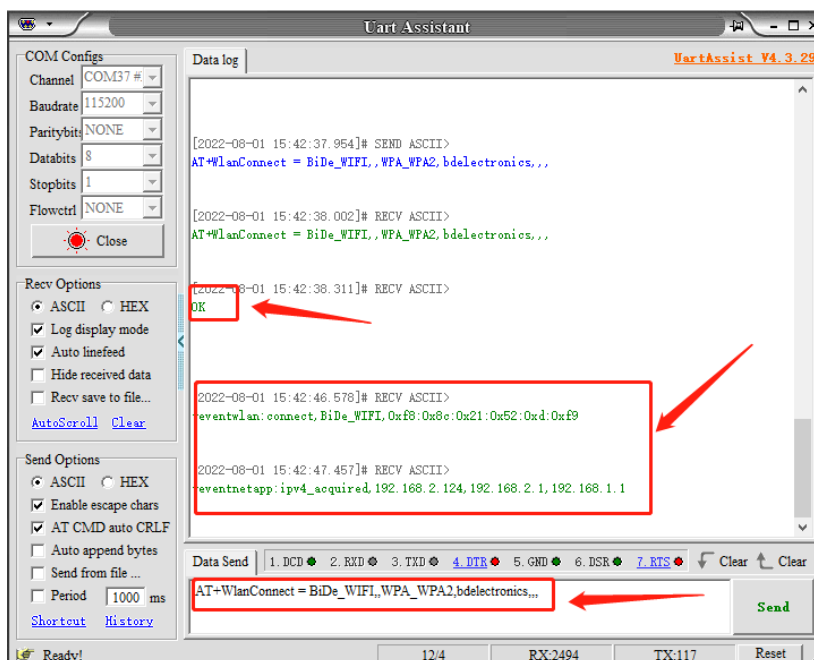 Uart Assistant
COM Configs
Channel COM37 #
Baudrate 115200
Paritybits NONE
Databits 8
Stopbits 1
Flowctrl NONE
Close
Recv Options
ASCII HEX
Log display mode
Auto linefeed
Hide received data
Recv save to file...
AutoScroll Clear
Send Options
ASCII HEX
Enable escape chars
AT CMD auto CRLF
Auto append bytes
Send from file ...
Period 1000 ms
Shortcut History
Data log
UartAssist V4.3.29
[2022-08-01 15:42:37.954]# SEND ASCII>
AT+WlanConnect = BiDe_WIFI,,WPA_WPA2,bdelectronics,,,
[2022-08-01 15:42:38.002]# RECV ASCII>
AT+WlanConnect = BiDe_WIFI,,WPA_WPA2,bdelectronics,,,
[2022-08-01 15:42:38.311]# RECV ASCII>
OK
[2022-08-01 15:42:46.578]# RECV ASCII>
+eventwlan:connect,BiDe_WIFI,0xf8:0x8c:0x21:0x52:0xd:0xf9
[2022-08-01 15:42:47.457]# RECV ASCII>
+eventnetapp:ipv4_acquired,192.168.2.124,192.168.2.1,192.168.1.1
Data Send 1. DCD 2. RXD 3. TXD 4. DTR 5. GND 6. DSR 7. RTS Clear Clear
AT+WlanConnect = BiDe_WIFI,,WPA_WPA2,bdelectronics,,,
Send
Ready! 12/4 RX:2494 TX:117 Reset